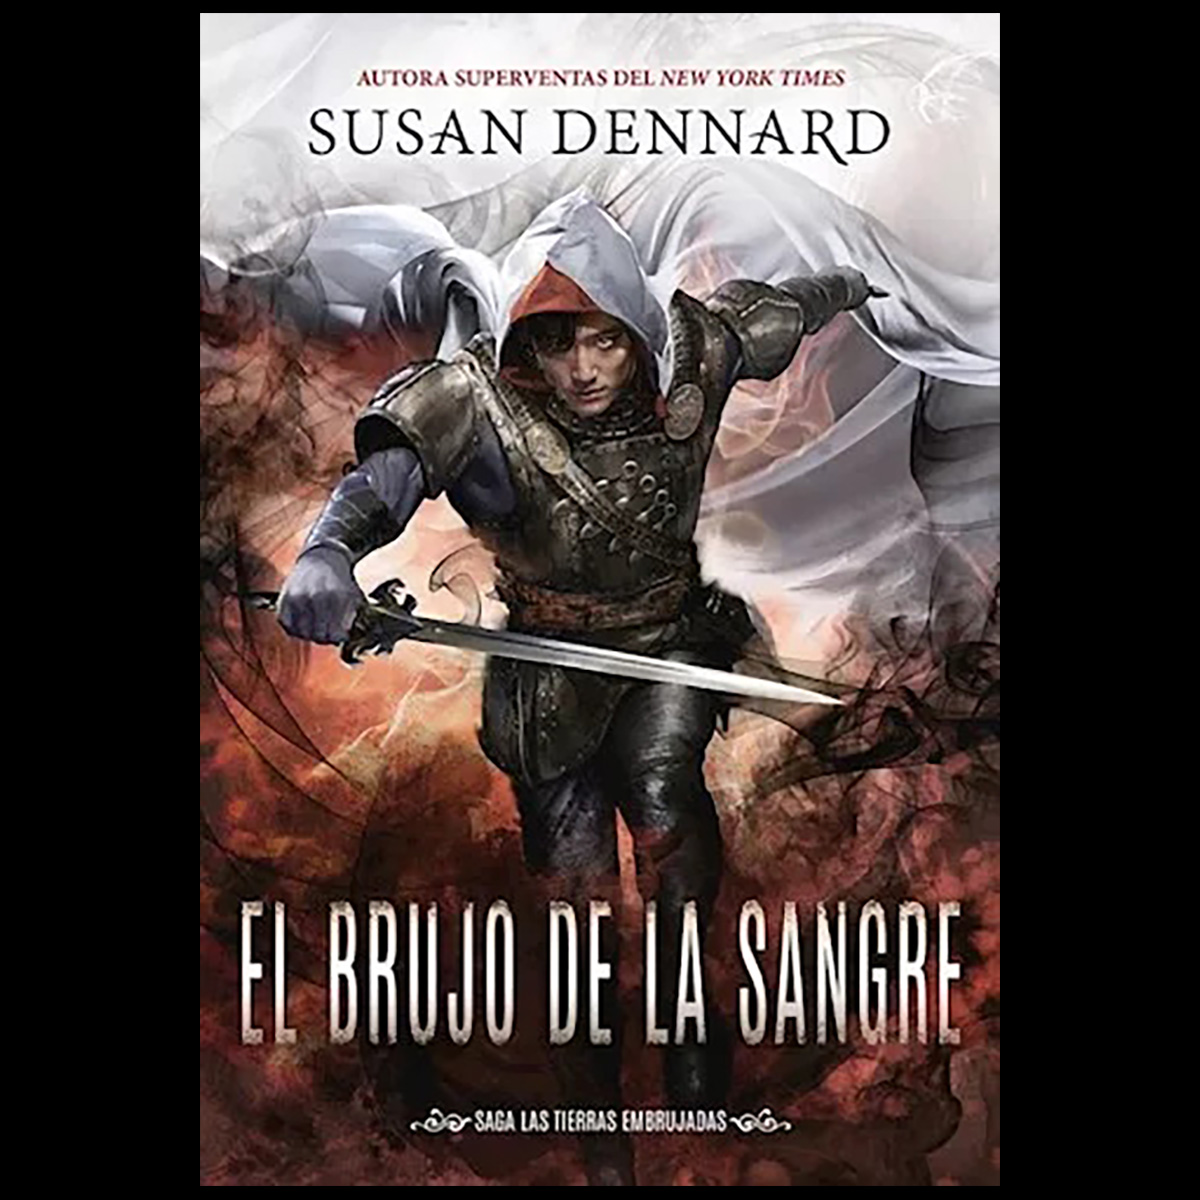 AUTORA SUPERVENTAS DEL NEW YORK TIMES
SUSAN DENNARD
EL BRUJO DE LA SANGRE
SAGA LAS TIERRAS EMBRUJADAS